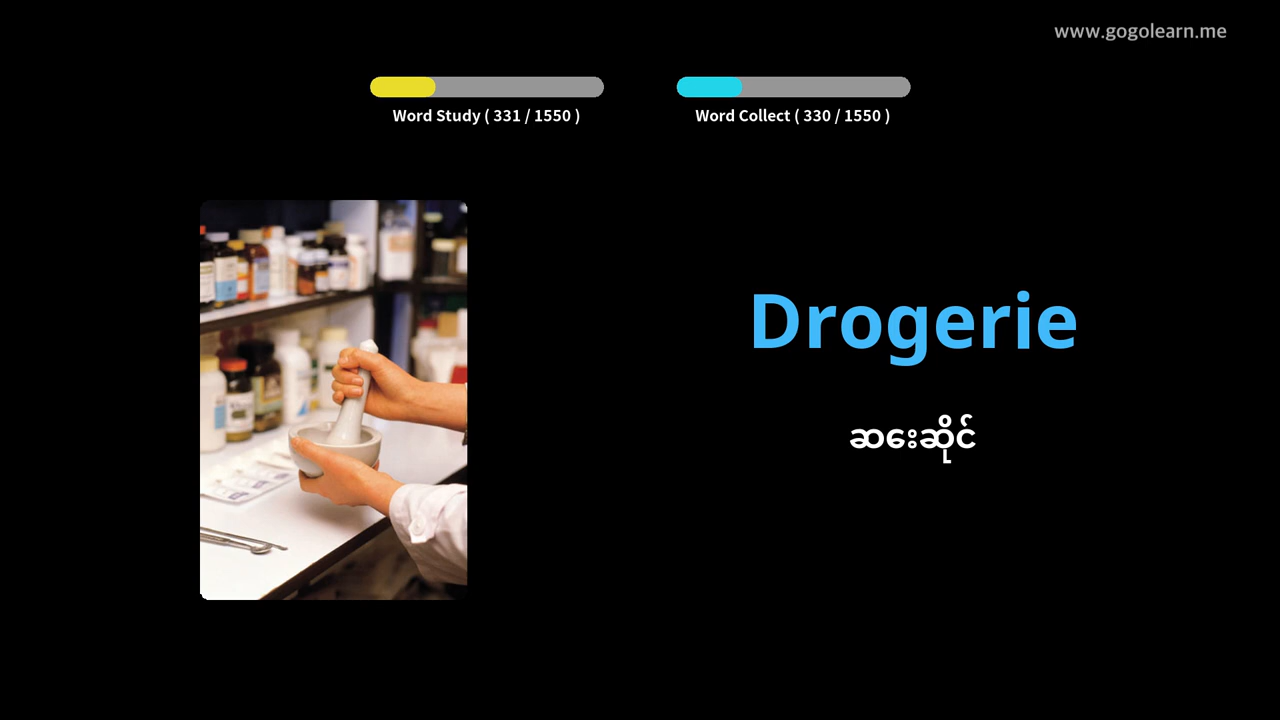 www.gogolearn.me
Word Study ( 331 / 1550 )
Word Collect ( 330 / 1550 )
Drogerie
ဆေးဆိုင်